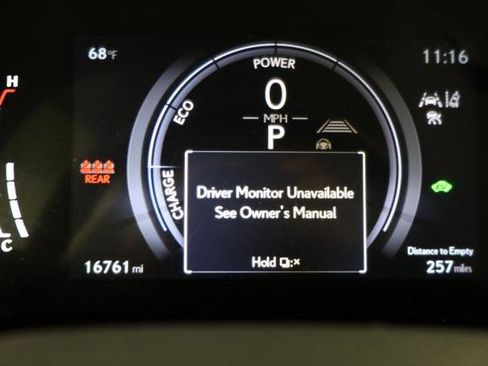 68°F
11:16
H
POWER
0
ECO
MPH
P
REAR
CHARGE
Driver Monitor Unavailable
See Owner's Manual
C
Distance to Empty
16761 mi
Hold :×
257 miles